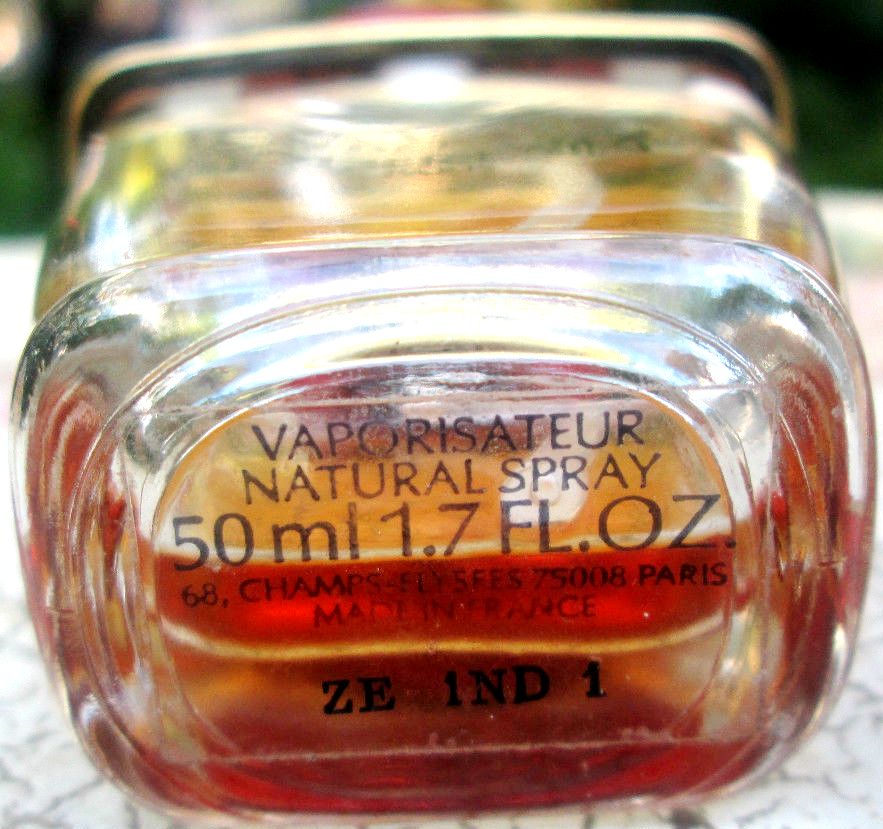 VAPORISATEUR
NATURAL SPRAY
50 ml 1.7 FL.OZ.
68, CHAMPS-ELYSEES 75008 PARIS
MADE IN FRANCE
ZE 1ND 1